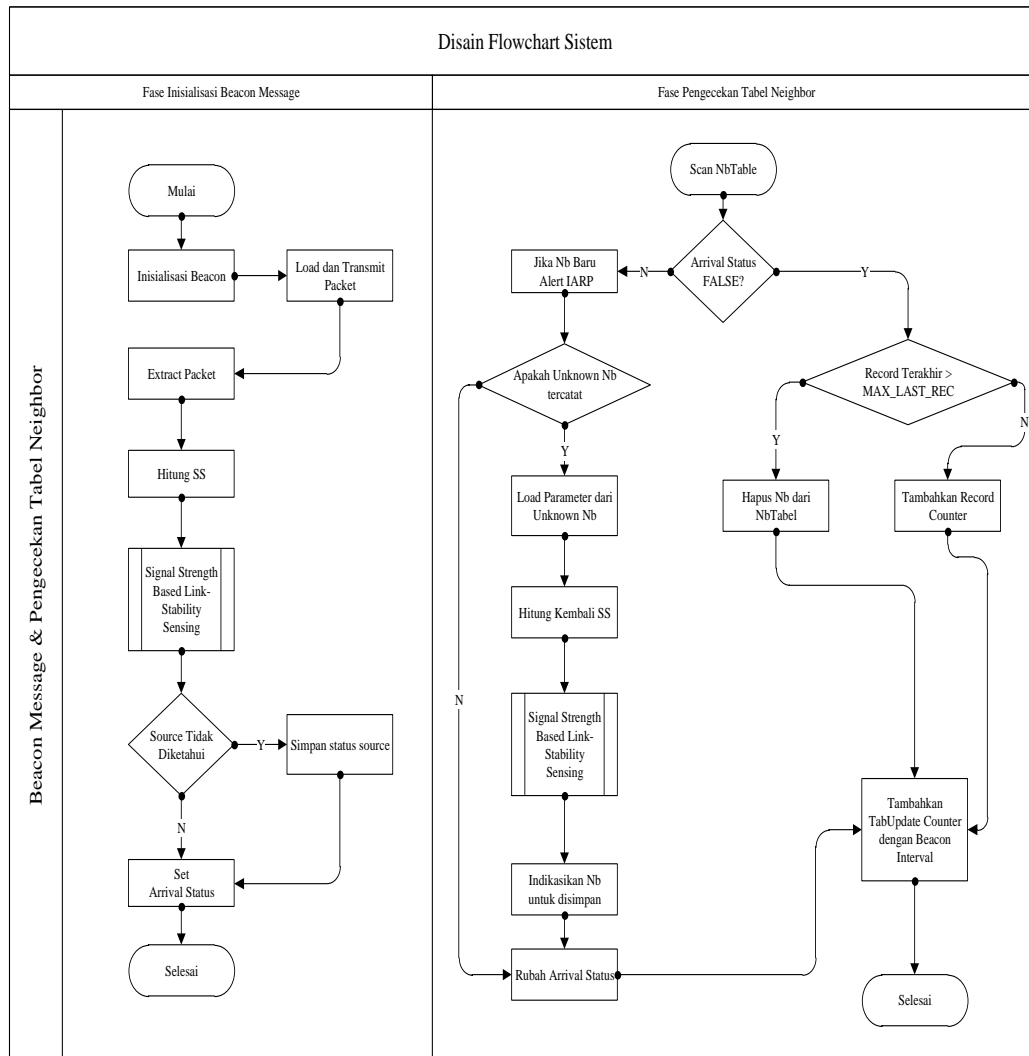 Disain Flowchart Sistem
Fase Inisialisasi Beacon Message
Fase Pengecekan Tabel Neighbor
Beacon Message & Pengecekan Tabel Neighbor
Mulai
Inisialisasi Beacon
Load dan Transmit
Packet
Extract Packet
Hitung SS
Signal Strength
Based Link-
Stability
Sensing
Source Tidak
Diketahui
Y
Simpan status source
N
Set
Arrival Status
Selesai
Scan NbTable
Arrival Status
FALSE?
N
Y
Jika Nb Baru
Alert IARP
Apakah Unknown Nb
tercatat
Y
N
Load Parameter dari
Unknown Nb
Hitung Kembali SS
Signal Strength
Based Link-
Stability
Sensing
Indikasikan Nb
untuk disimpan
Rubah Arrival Status
Record Terakhir >
MAX_LAST_REC
Y
N
Hapus Nb dari
NbTabel
Tambahkan Record
Counter
Tambahkan
TabUpdate Counter
dengan Beacon
Interval
Selesai